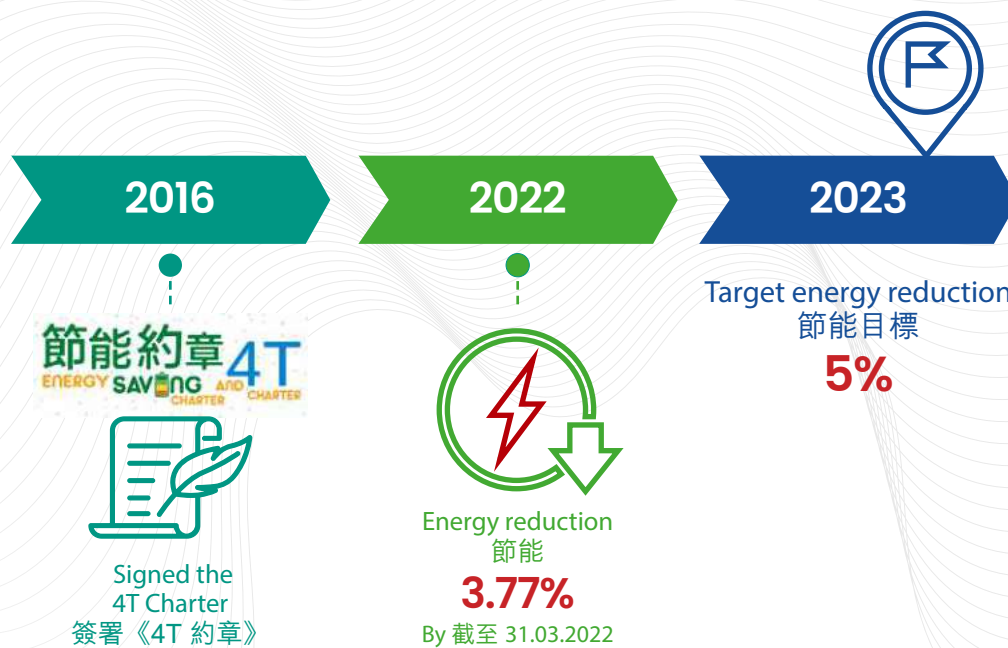 2016
節能約章 4T
ENERGY SAVING AND
CHARTER CHARTER
Signed the
4T Charter
簽署《4T 約章》
2022
Energy reduction
節能
3.77%
By 截至 31.03.2022
2023
Target energy reduction
節能目標
5%